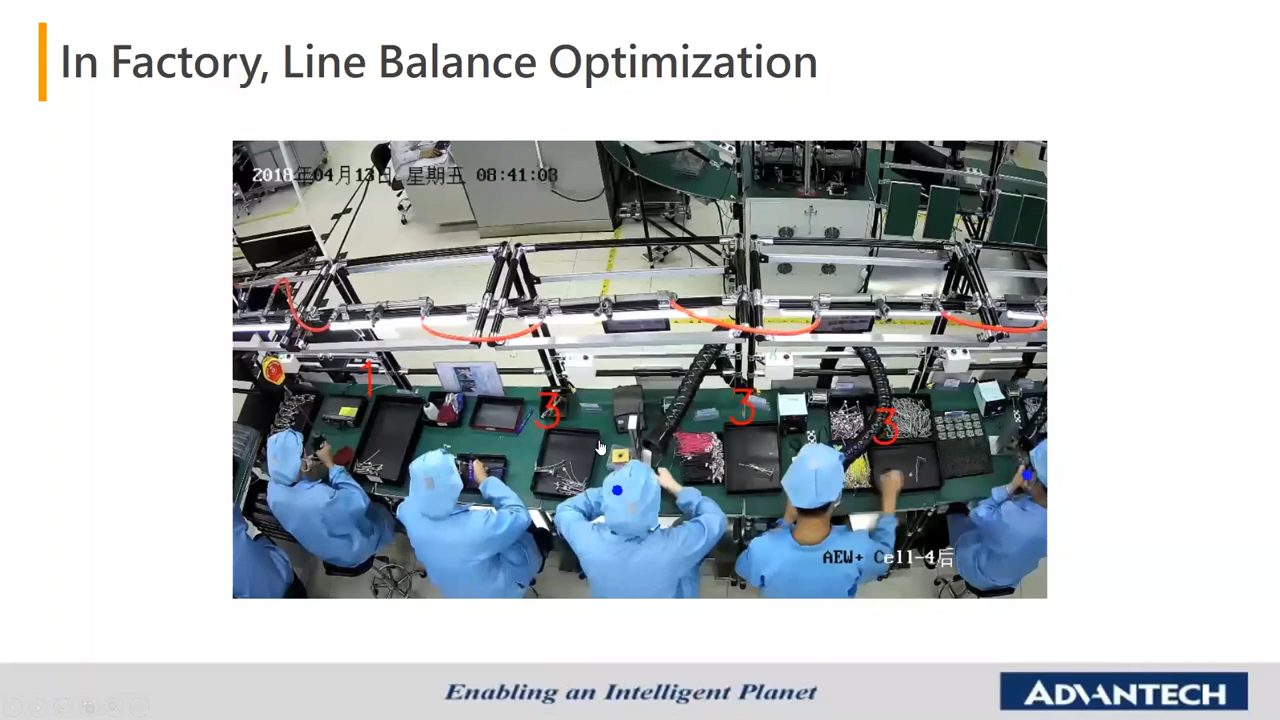 In Factory, Line Balance Optimization
2018年04月13日 星期五 08:41:03
1
3
3
3
AEW+ Cell-4后
Enabling an Intelligent Planet
ADVANTECH